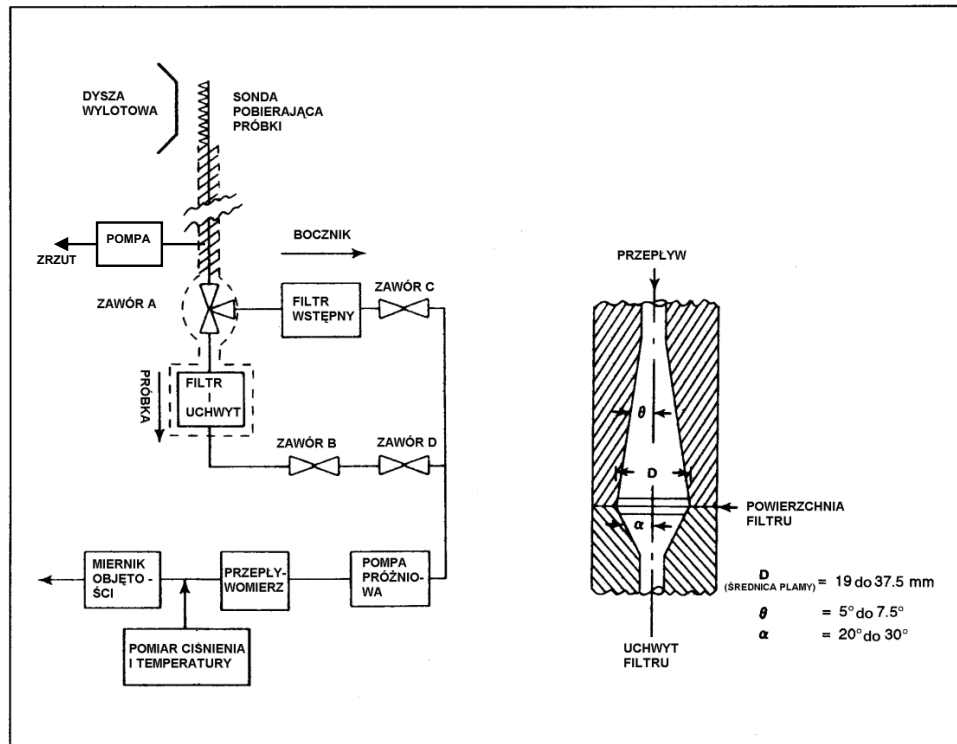 DYSZA
WYLOTOWA
SONDA
POBIERAJĄCA
PRÓBKI
POMPA
ZRZUT
BOCZNIK
ZAWÓR A
FILTR
WSTĘPNY
ZAWÓR C
PRÓBKA
FILTR
UCHWYT
ZAWÓR B
ZAWÓR D
MIERNIK
OBJĘTO -
ŚCI
PRZEPŁY-
WOMIERZ
POMPA
PRÓŻNIO-
WA
POMIAR CIŚNIENIA
I TEMPERATURY
PRZEPŁYW
θ
D
α
POWIERZCHNIA
FILTRU
UCHWYT
FILTRU
D
(ŚREDNICA PLAMY) = 19 do 37.5 mm
θ = 5° do 7.5°
α = 20° do 30°